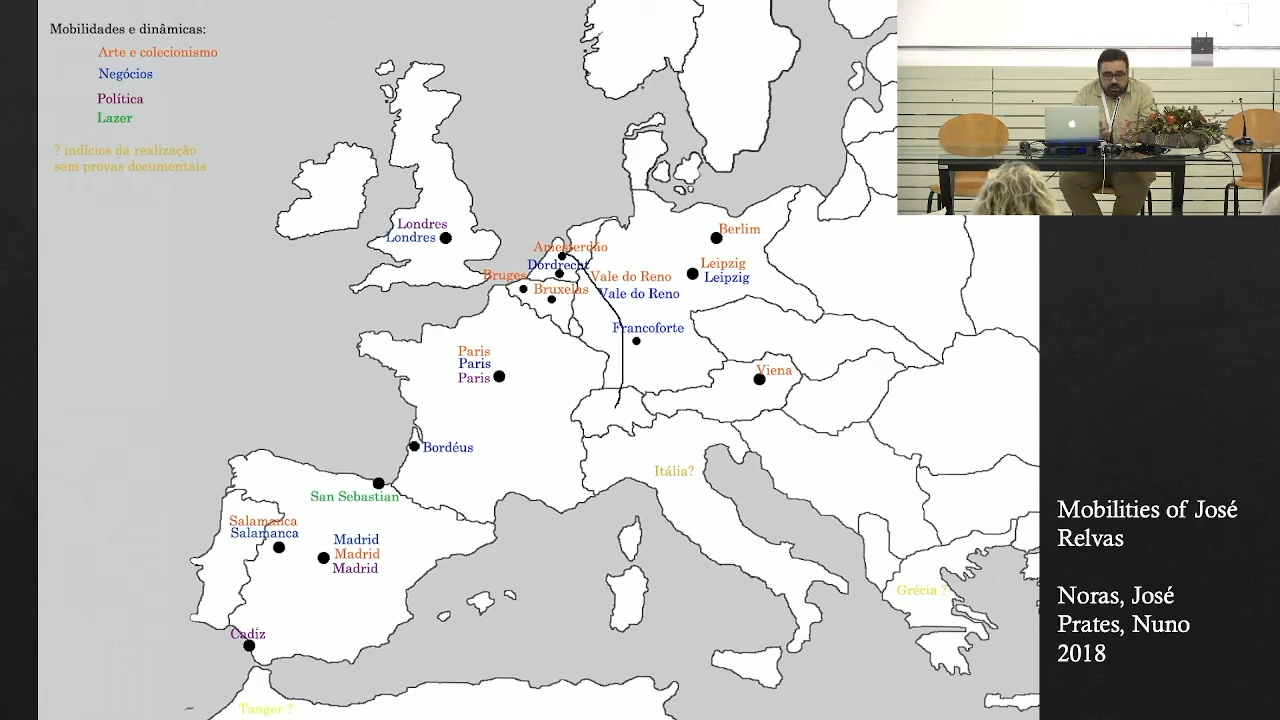 Mobilidades e dinâmicas:
Arte e colecionismo
Negócios
Política
Lazer
? indícios da realização
sem provas documentais
Londres
Londres
Berlim
Amesterdão
Dordrecht
Leipzig
Leipzig
Bruges
Bruxelas
Vale do Reno
Vale do Reno
Francoforte
Paris
Paris
Paris
Viena
Bordéus
Itália?
San Sebastian
Salamanca
Salamanca
Madrid
Madrid
Madrid
Grécia ?
Cadíz
Tanger ?
Mobilities of José
Relvas
Noras, José
Prates, Nuno
2018